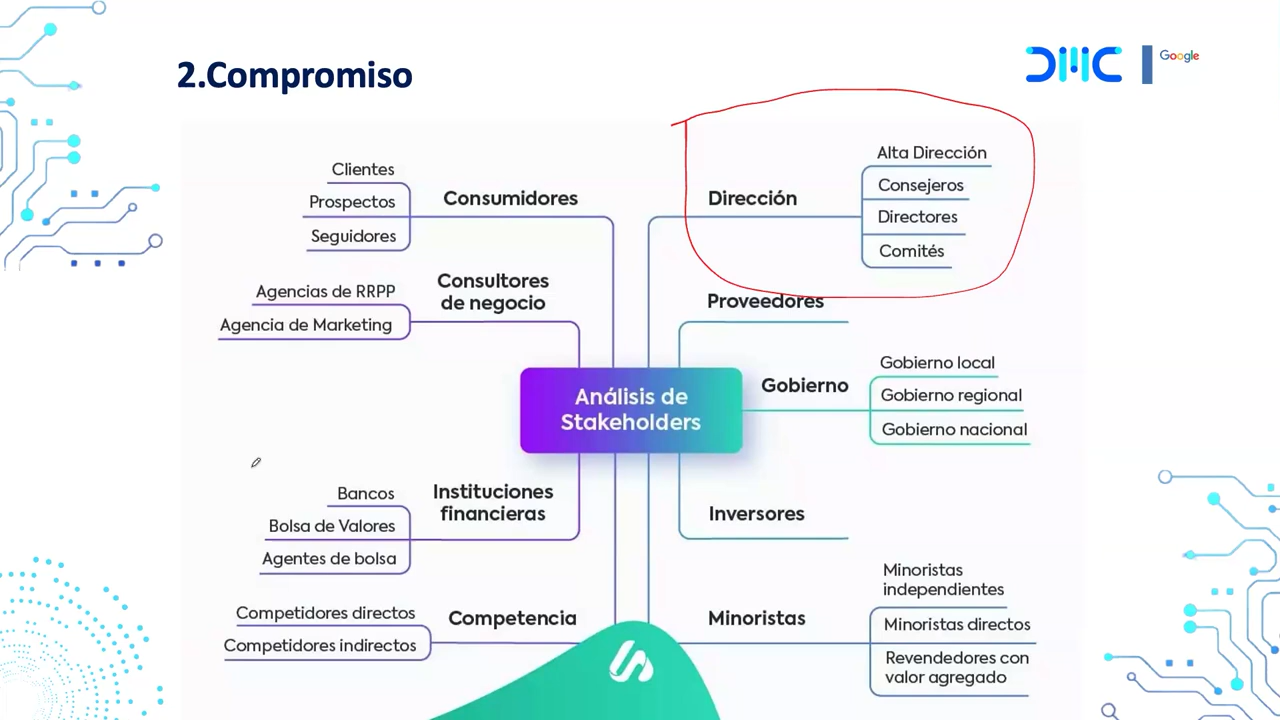 2.Compromiso
DMC
Google
Clientes
Prospectos
Seguidores
Consumidores
Agencias de RRPP
Agencia de Marketing
Consultores
de negocio
Bancos
Bolsa de Valores
Agentes de bolsa
Instituciones
financieras
Competidores directos
Competidores indirectos
Competencia
Análisis de
Stakeholders
Dirección
Alta Dirección
Consejeros
Directores
Comités
Proveedores
Gobierno
Gobierno local
Gobierno regional
Gobierno nacional
Inversores
Minoristas
Minoristas
independientes
Minoristas directos
Revendedores con
valor agregado